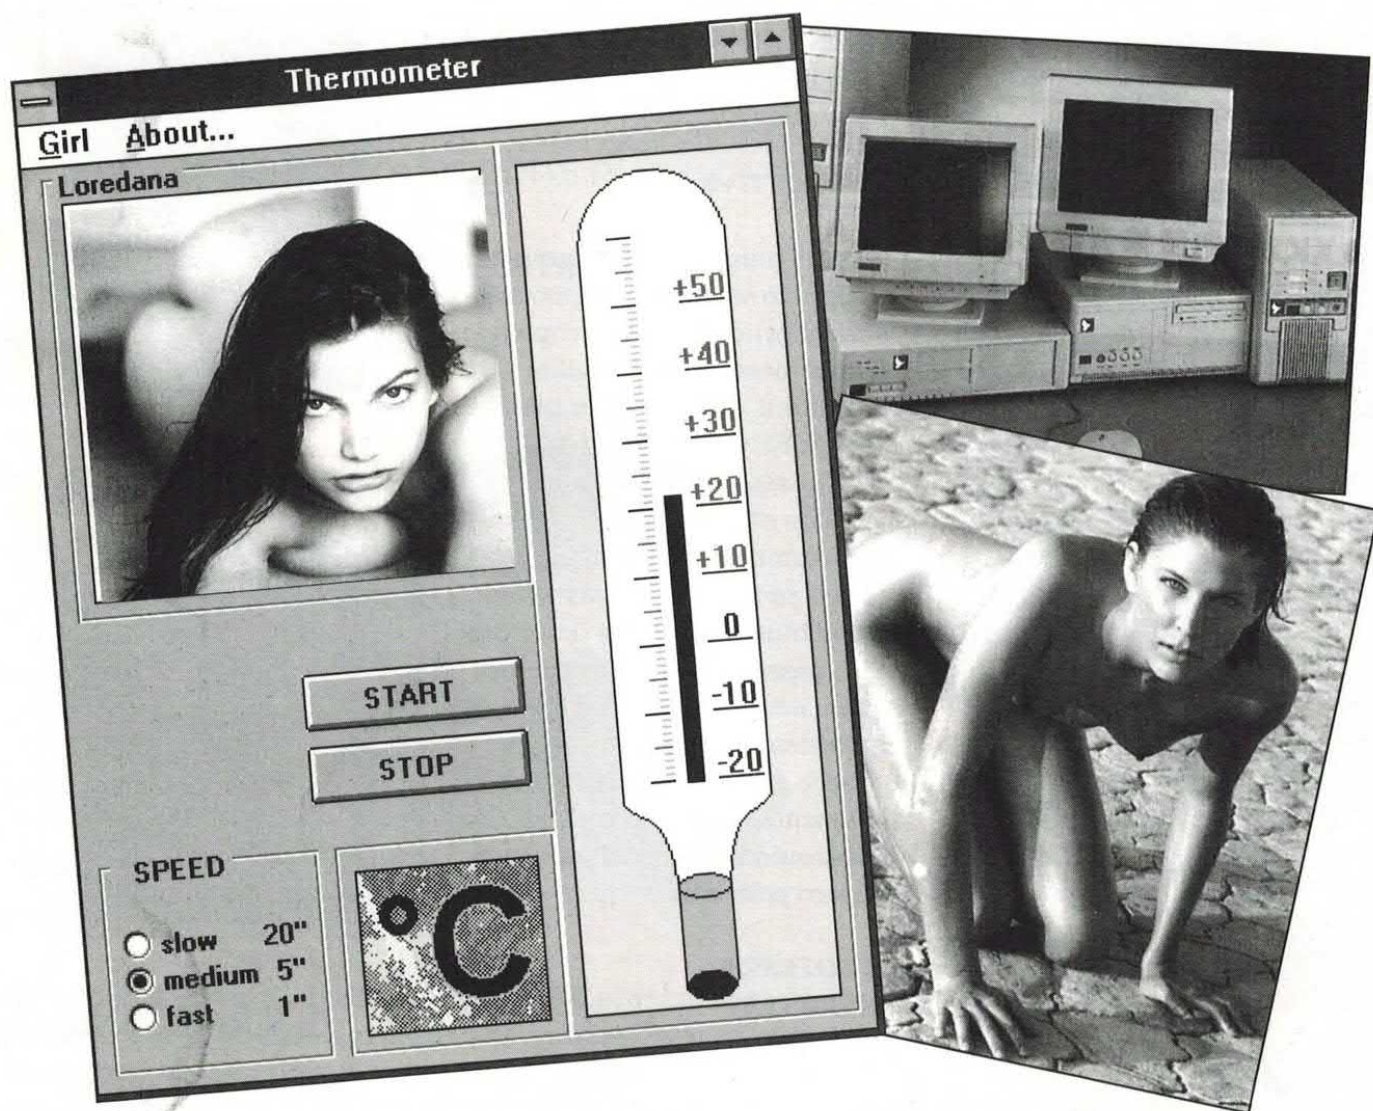 Thermometer
Girl About...
Loredana
+50
+40
+30
+20
+10
0
-10
-20
START
STOP
SPEED
slow 20"
medium 5"
fast 1"
°C